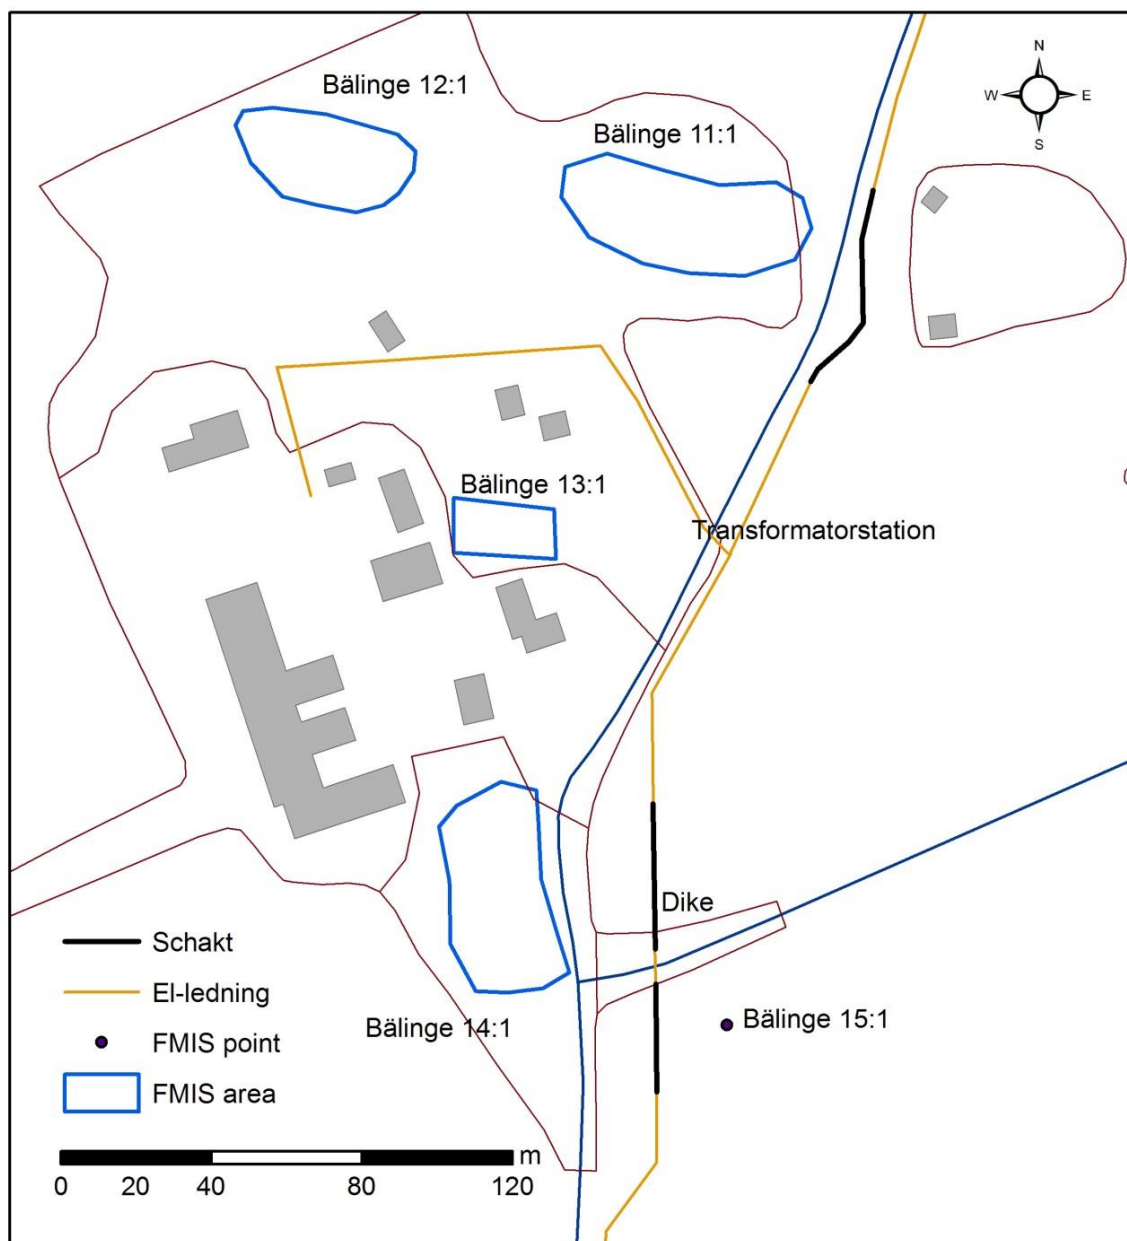 N
W E
S
Bälinge 12:1
Bälinge 11:1
Bälinge 13:1
Transformatorstation
Dike
Bälinge 14:1
Bälinge 15:1
Schakt
El-ledning
FMIS point
FMIS area
m
0 20 40 80 120